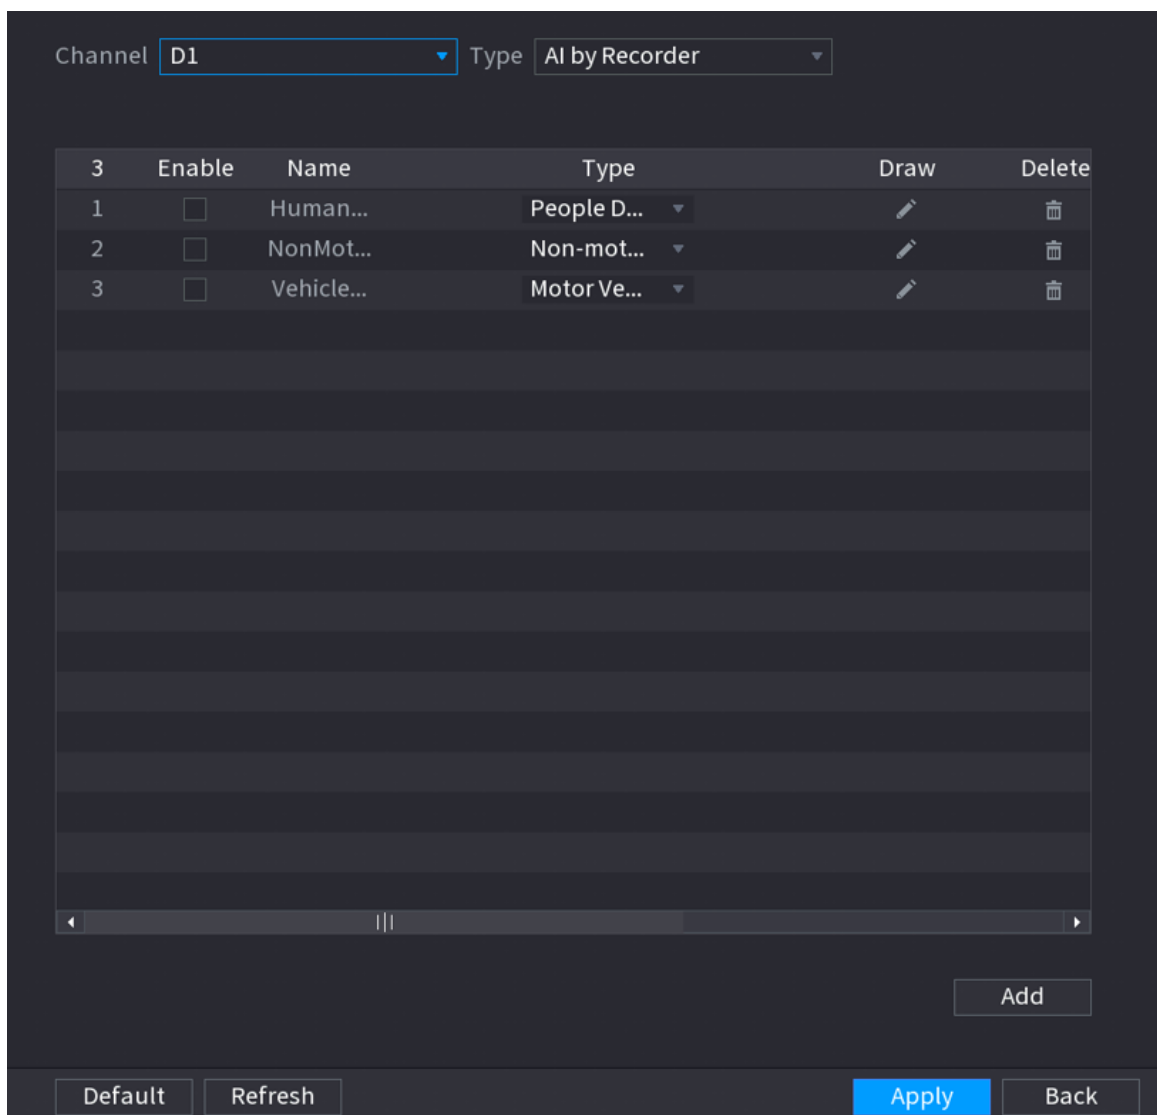 Channel D1 Type AI by Recorder
3 Enable Name Type Draw Delete
1 Human... People D...
2 NonMot... Non-mot...
3 Vehicle... Motor Ve...
Add
Default Refresh Apply Back